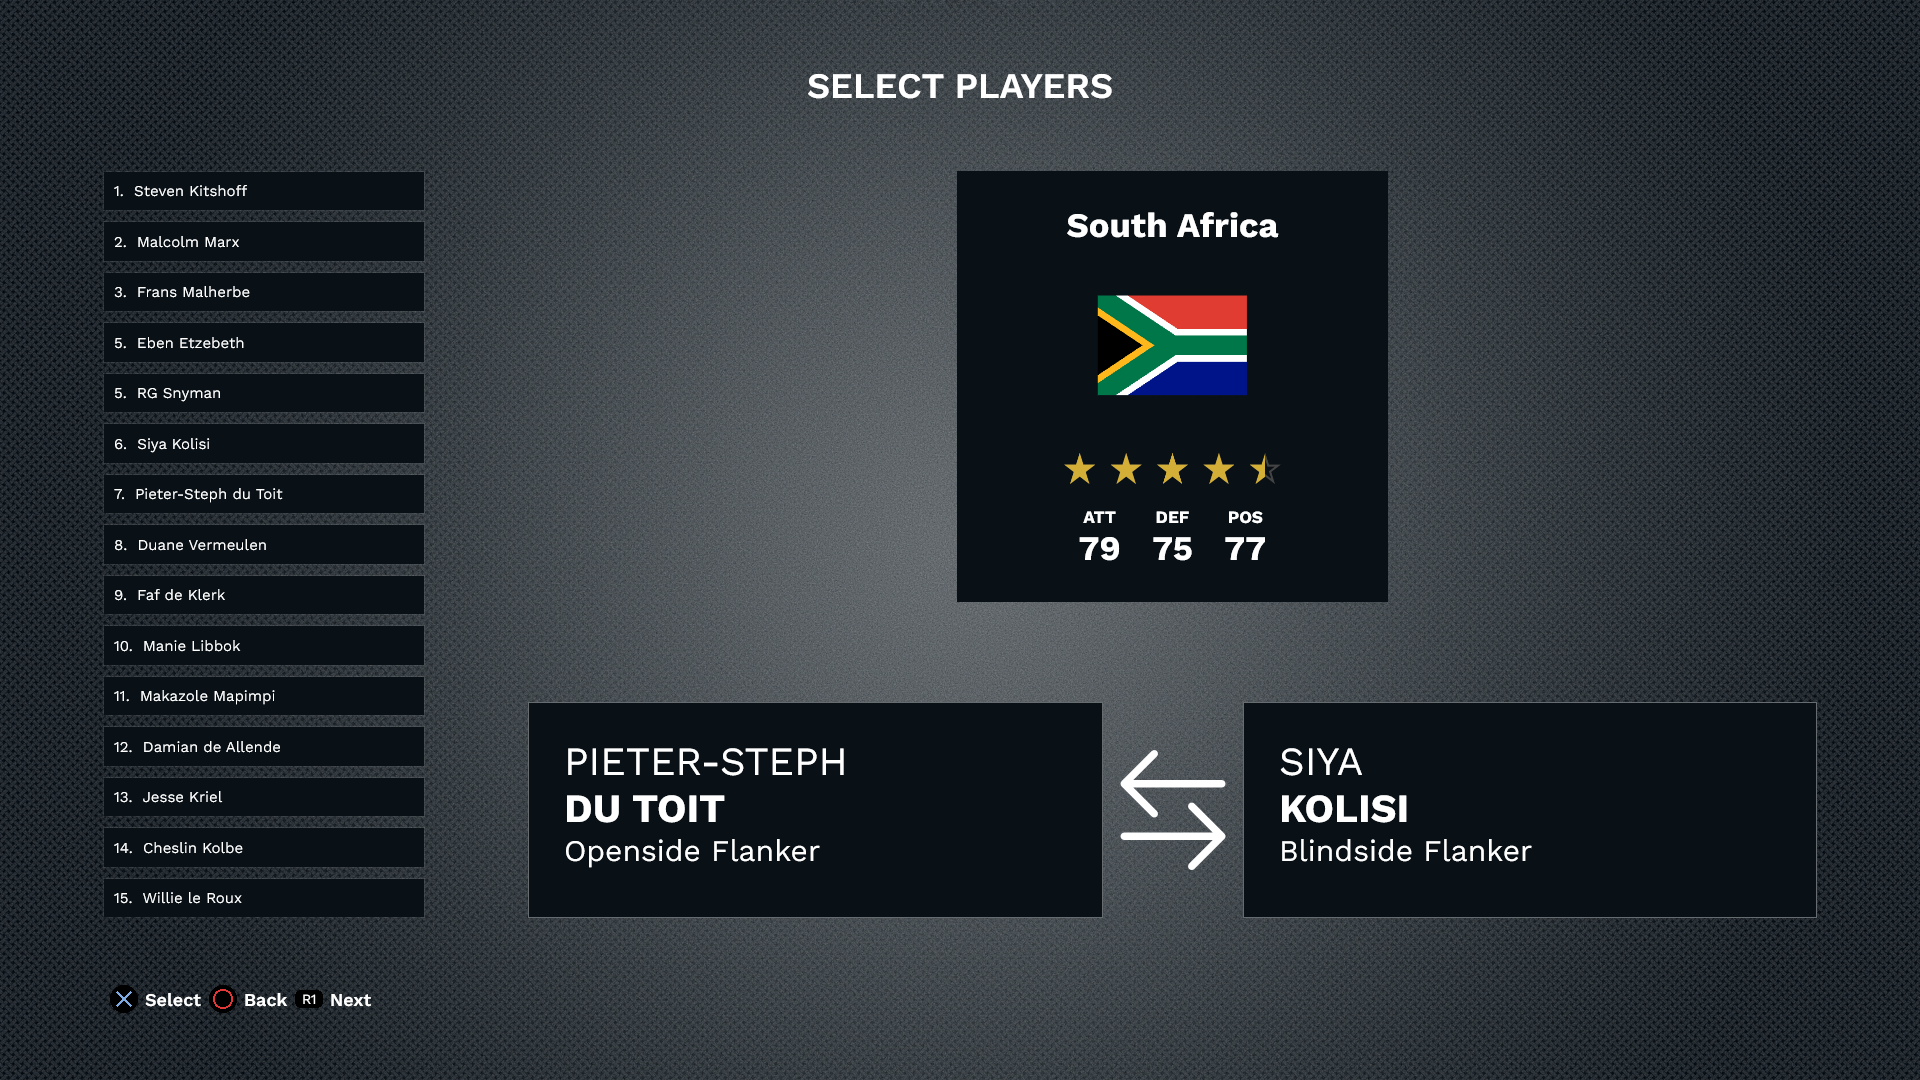 SELECT PLAYERS
1. Steven Kitshoff
2. Malcolm Marx
3. Frans Malherbe
5. Eben Etzebeth
5. RG Snyman
6. Siya Kolisi
7. Pieter-Steph du Toit
8. Duane Vermeulen
9. Faf de Klerk
10. Manie Libbok
11. Makazole Mapimpi
12. Damian de Allende
13. Jesse Kriel
14. Cheslin Kolbe
15. Willie le Roux
South Africa
ATT DEF POS
79 75 77
PIETER-STEPH
DU TOIT
Openside Flanker
SIYA
KOLISI
Blindside Flanker
Select Back R1 Next